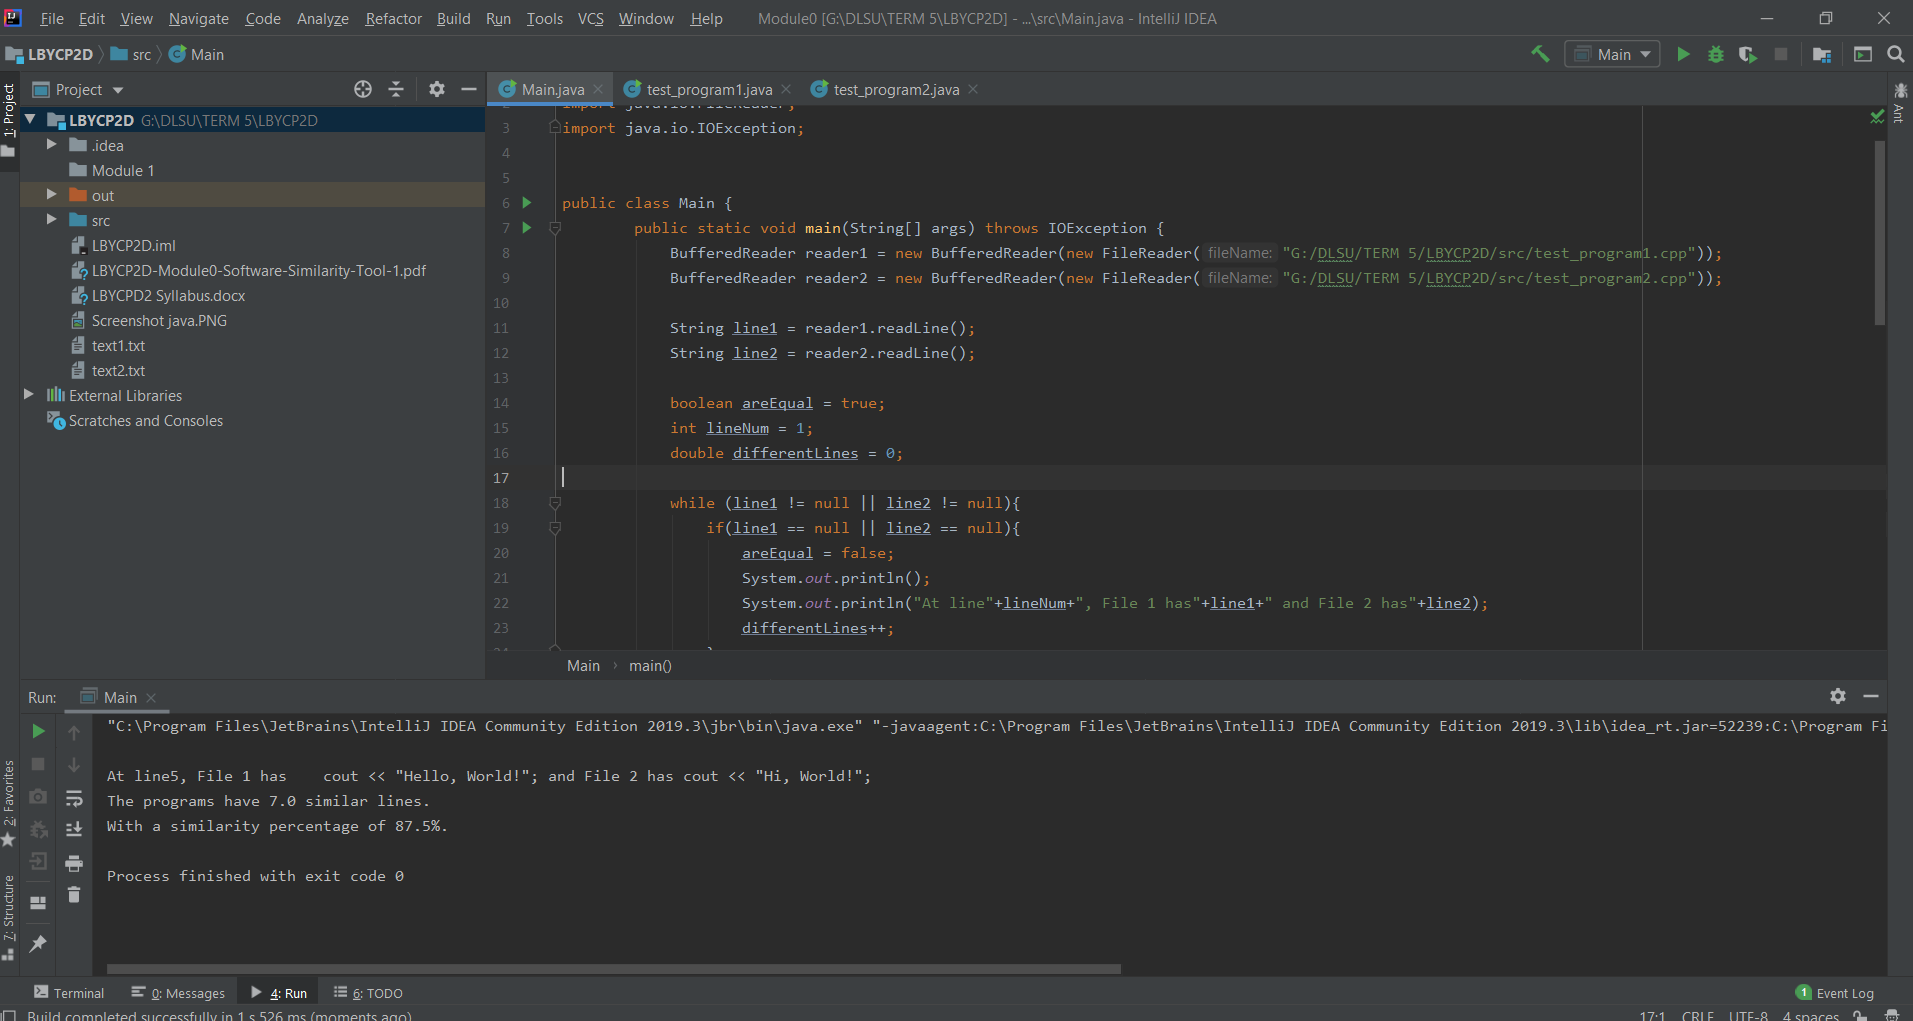 File Edit View Navigate Code Analyze Refactor Build Run Tools VCS Window Help Module0 [G:\DLSU\TERM 5\LBYCP2D] - ...\src\Main.java - IntelliJ IDEA
LBYCP2D src Main
Main
1: Project
Project
Main.java test_program1.java test_program2.java
Ant
LBYCP2D G:\DLSU\TERM 5\LBYCP2D
.idea
Module 1
out
src
LBYCP2D.iml
LBYCP2D-Module0-Software-Similarity-Tool-1.pdf
LBYCPD2 Syllabus.docx
Screenshot java.PNG
text1.txt
text2.txt
External Libraries
Scratches and Consoles
2 import java.io.FileReader;
3 import java.io.IOException;
4
5
6 public class Main {
7 public static void main(String[] args) throws IOException {
8 BufferedReader reader1 = new BufferedReader(new FileReader( fileName: "G:/DLSU/TERM 5/LBYCP2D/src/test_program1.cpp"));
9 BufferedReader reader2 = new BufferedReader(new FileReader( fileName: "G:/DLSU/TERM 5/LBYCP2D/src/test_program2.cpp"));
10
11 String line1 = reader1.readLine();
12 String line2 = reader2.readLine();
13
14 boolean areEqual = true;
15 int lineNum = 1;
16 double differentLines = 0;
17
18 while (line1 != null || line2 != null){
19 if(line1 == null || line2 == null){
20 areEqual = false;
21 System.out.println();
22 System.out.println("At line"+lineNum+", File 1 has"+line1+" and File 2 has"+line2);
23 differentLines++;
24 }
Main › main()
Run: Main
"C:\Program Files\JetBrains\IntelliJ IDEA Community Edition 2019.3\jbr\bin\java.exe" "-javaagent:C:\Program Files\JetBrains\IntelliJ IDEA Community Edition 2019.3\lib\idea_rt.jar=52239:C:\Program Fi
At line5, File 1 has    cout << "Hello, World!"; and File 2 has cout << "Hi, World!";
The programs have 7.0 similar lines.
With a similarity percentage of 87.5%.
Process finished with exit code 0
2: Favorites
7: Structure
Terminal 0: Messages 4: Run 6: TODO 1 Event Log
Build completed successfully in 1 s 526 ms (moments ago) 17:1 CRLF UTF-8 4 spaces